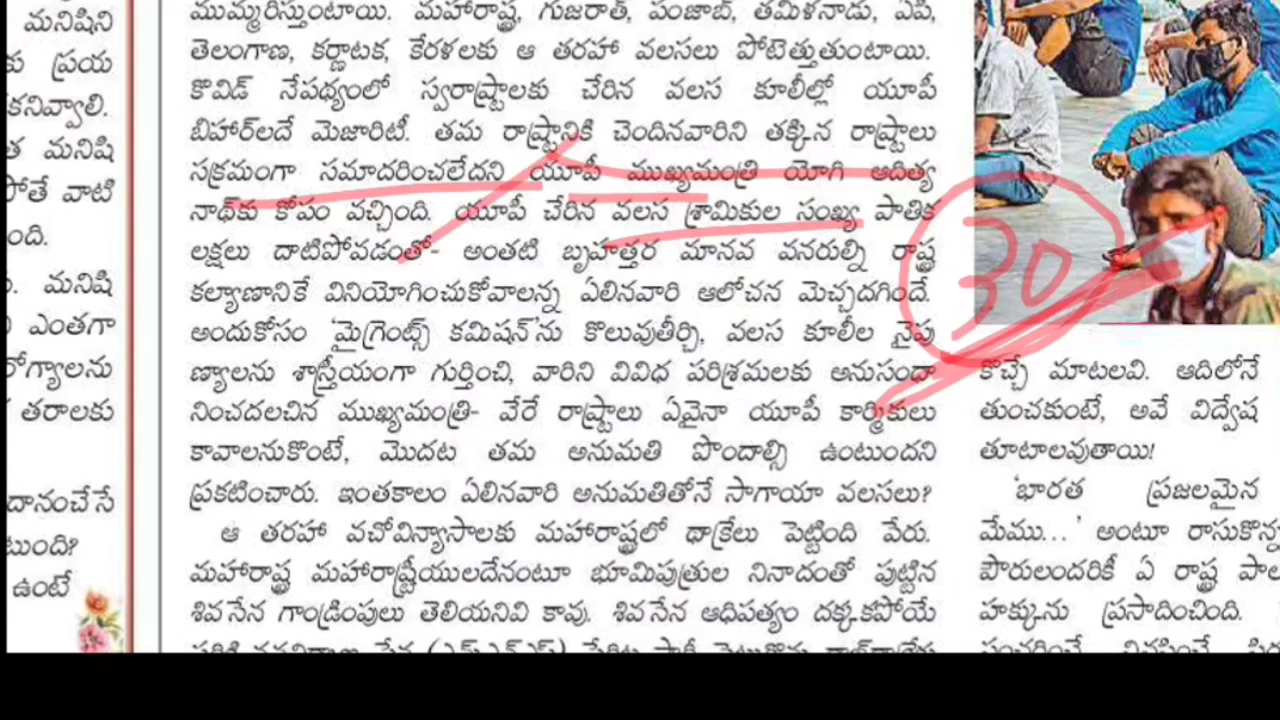 మనిషిని
కు ప్రయ
కనివ్వాలి.
త మనిషి
పోతే వాటి
ంది.
. మనిషి
ఎంతగా
రోగ్యాలను
తరాలకు
దానంచేసే
టుంది?
ఉంటే
ముమ్మరిస్తుంటాయి. మహారాష్ట్ర, గుజరాత్, పంజాబ్, తమిళనాడు, ఏపి,
తెలంగాణ, కర్ణాటక, కేరళలకు ఆ తరహా వలసలు పోటెత్తుతుంటాయి.
కొవిడ్ నేపథ్యంలో స్వరాష్ట్రాలకు చేరిన వలస కూలీల్లో యూపీ
బిహార్‌లదే మెజారిటీ. తమ రాష్ట్రానికి చెందినవారిని తక్కిన రాష్ట్రాలు
సక్రమంగా సమాదరించలేదని యూపీ ముఖ్యమంత్రి యోగి ఆదిత్య
నాథ్‌కు కోపం వచ్చింది. యూపీ చేరిన వలస శ్రామికుల సంఖ్య పాతిక
లక్షలు దాటిపోవడంతో- అంతటి బృహత్తర మానవ వనరుల్ని రాష్ట్ర
కల్యాణానికే వినియోగించుకోవాలన్న ఏలినవారి ఆలోచన మెచ్చదగిందే.
అందుకోసం 'మైగ్రెంట్స్ కమిషన్'ను కొలువుతీర్చి, వలస కూలీల నైపు
ణ్యాలను శాస్త్రీయంగా గుర్తించి, వారిని వివిధ పరిశ్రమలకు అనుసంధా
నించదలచిన ముఖ్యమంత్రి- వేరే రాష్ట్రాలు ఏవైనా యూపీ కార్మికులు
కావాలనుకొంటే, మొదట తమ అనుమతి పొందాల్సి ఉంటుందని
ప్రకటించారు. ఇంతకాలం ఏలినవారి అనుమతితోనే సాగాయా వలసలు?
ఆ తరహా వచోవిన్యాసాలకు మహారాష్ట్రలో థాక్రేలు పెట్టింది పేరు.
మహారాష్ట్ర మహారాష్ట్రీయులదేనంటూ భూమిపుత్రుల నినాదంతో పుట్టిన
శివసేన గాండ్రింపులు తెలియనివి కావు. శివసేన ఆధిపత్యం దక్కకపోయే
30
కొచ్చే మాటలవి. ఆదిలోనే
తుంచకుంటే, అవే విద్వేష
తూటాలవుతాయి!
'భారత ప్రజలమైన
మేము...' అంటూ రాసుకొన్న
పౌరులందరికీ ఏ రాష్ట్ర పాల
హక్కును ప్రసాదించింది.